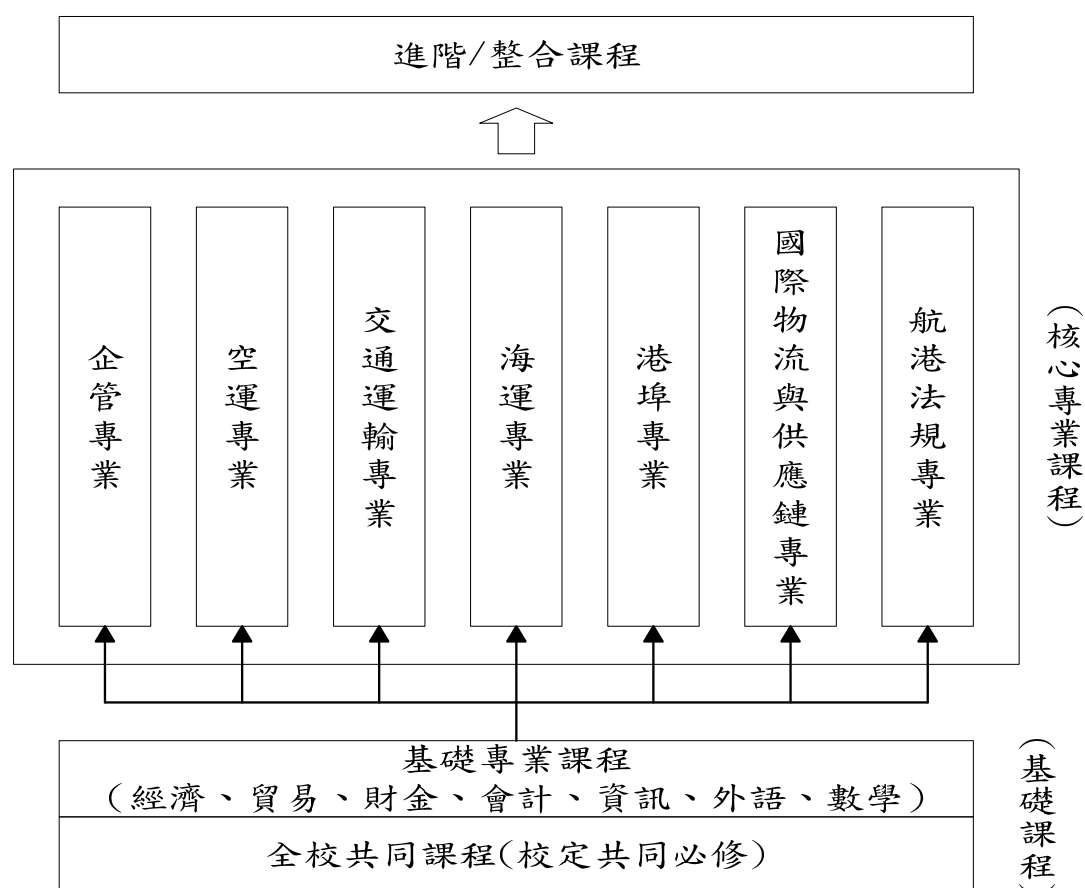 進階/整合課程
企管專業
空運專業
交通運輸專業
海運專業
港埠專業
國際物流與供應鏈專業
航港法規專業
(核心專業課程)
基礎專業課程
(經濟、貿易、財金、會計、資訊、外語、數學)
全校共同課程(校定共同必修)
(基礎課程)